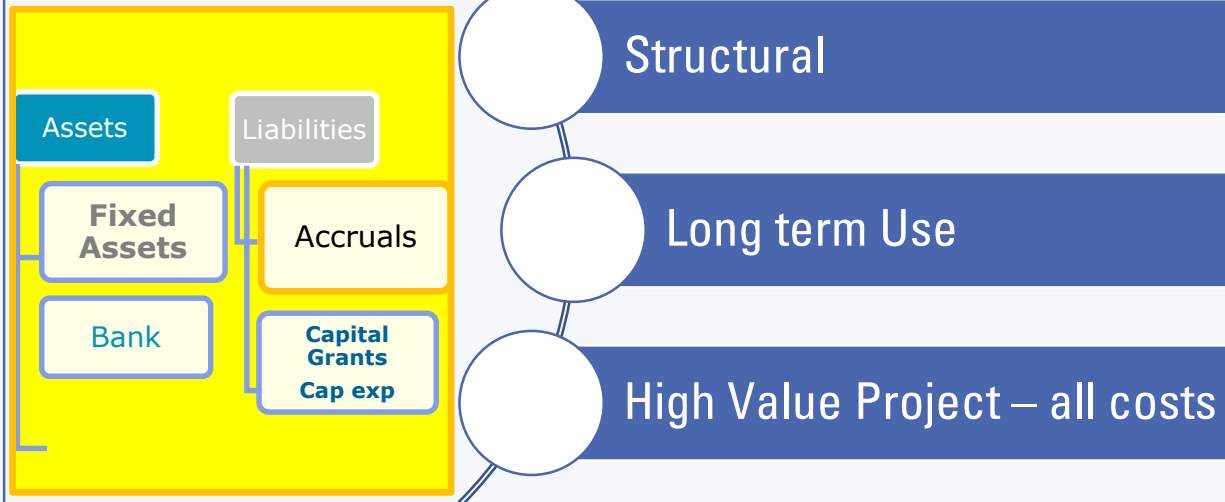 Assets
Fixed
Assets
Bank
Liabilities
Accruals
Capital
Grants
Cap exp
Structural
Long term Use
High Value Project – all costs